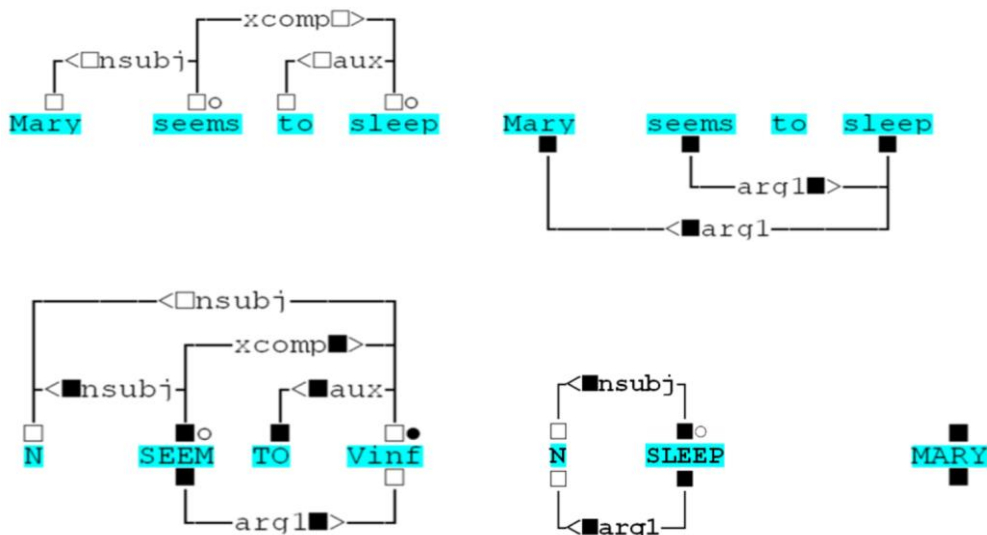 xcomp□>
<□nsubj <□aux
□ □○ □ □○
Mary seems to sleep
Mary seems to sleep
■ ■ ■
arg1■>
<■arg1
<□nsubj
xcomp■>
<■nsubj <■aux
□ ■○ ■ □●
N SEEM TO Vinf
■ □
arg1■>
<■nsubj
□ ■○ ■
N SLEEP MARY
□ ■ ■
<■arg1